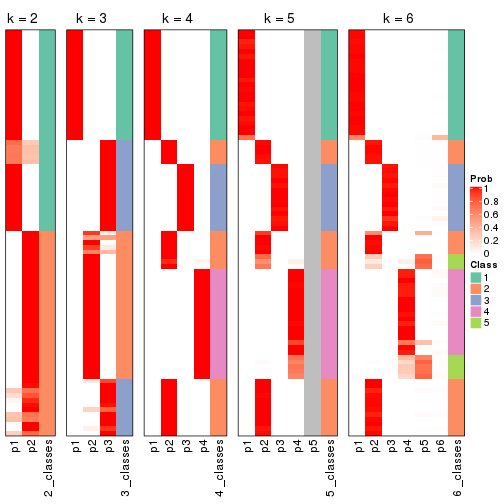 k = 2 k = 3 k = 4 k = 5 k = 6
Prob
1
0.8
0.6
0.4
0.2
0
Class
1
2
3
4
5
p1 p2 2_classes p1 p2 p3 3_classes p1 p2 p3 p4 4_classes p1 p2 p3 p4 p5 5_classes p1 p2 p3 p4 p5 p6 6_classes